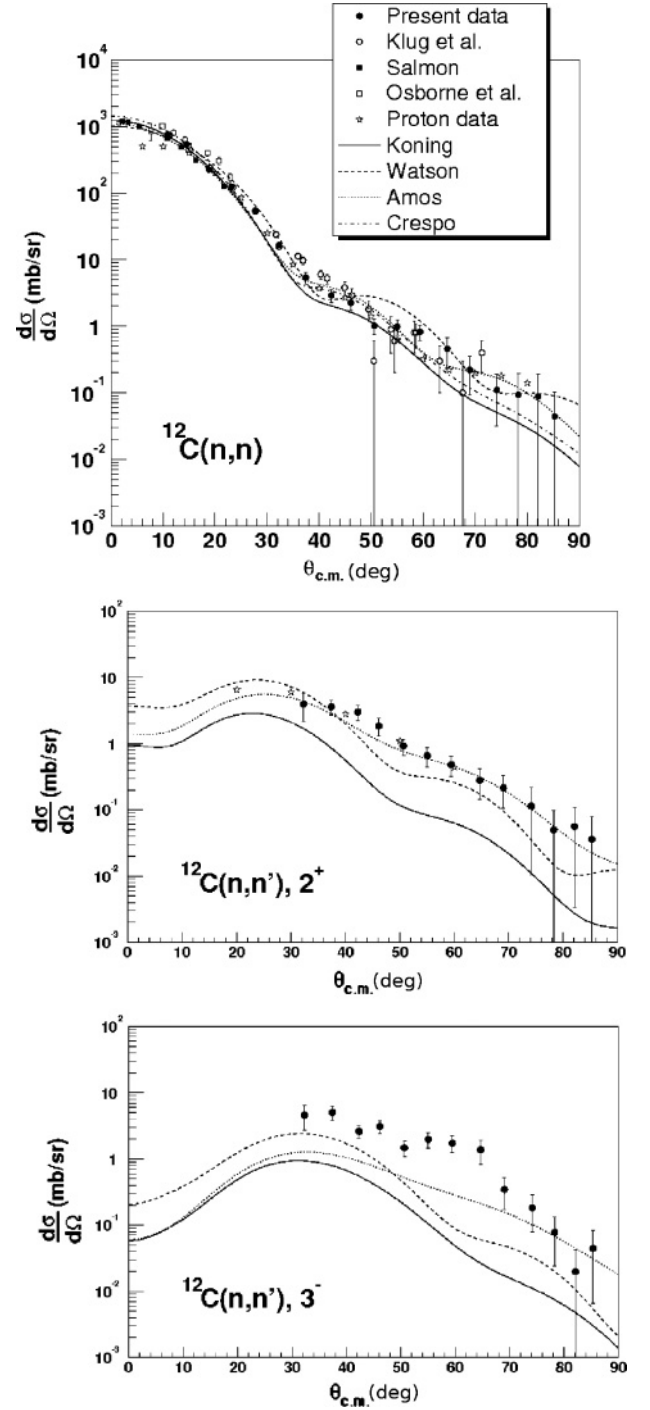 Present data
Klug et al.
Salmon
Osborne et al.
Proton data
Koning
Watson
Amos
Crespo
10⁴
10³
10²
10
1
10⁻¹
10⁻²
10⁻³
dσ/dΩ (mb/sr)
¹²C(n,n)
0 10 20 30 40 50 60 70 80 90
θc.m. (deg)
10²
10
1
10⁻¹
10⁻²
10⁻³
dσ/dΩ (mb/sr)
¹²C(n,n'), 2⁺
0 10 20 30 40 50 60 70 80 90
θc.m. (deg)
10²
10
1
10⁻¹
10⁻²
10⁻³
dσ/dΩ (mb/sr)
¹²C(n,n'), 3⁻
0 10 20 30 40 50 60 70 80 90
θc.m. (deg)